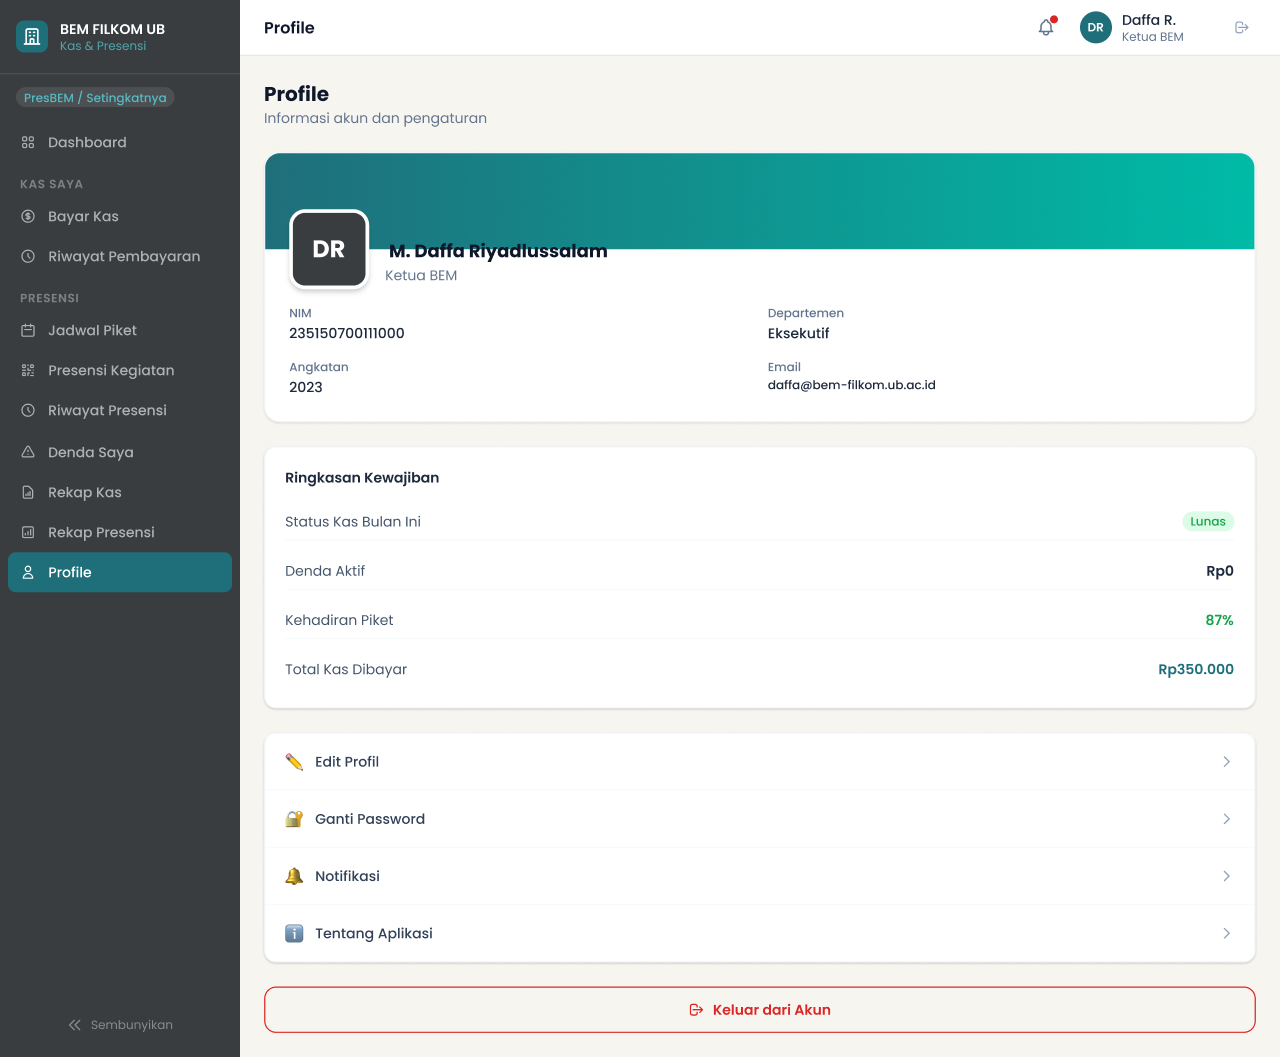 BEM FILKOM UB
Kas & Presensi
PresBEM / Setingkatnya
Dashboard
KAS SAYA
Bayar Kas
Riwayat Pembayaran
PRESENSI
Jadwal Piket
Presensi Kegiatan
Riwayat Presensi
Denda Saya
Rekap Kas
Rekap Presensi
Profile
Sembunyikan
Profile
DR
Daffa R.
Ketua BEM
Profile
Informasi akun dan pengaturan
DR
M. Daffa Riyadlussalam
Ketua BEM
NIM
235150700111000
Departemen
Eksekutif
Angkatan
2023
Email
daffa@bem-filkom.ub.ac.id
Ringkasan Kewajiban
Status Kas Bulan Ini Lunas
Denda Aktif Rp0
Kehadiran Piket 87%
Total Kas Dibayar Rp350.000
Edit Profil
Ganti Password
Notifikasi
Tentang Aplikasi
Keluar dari Akun